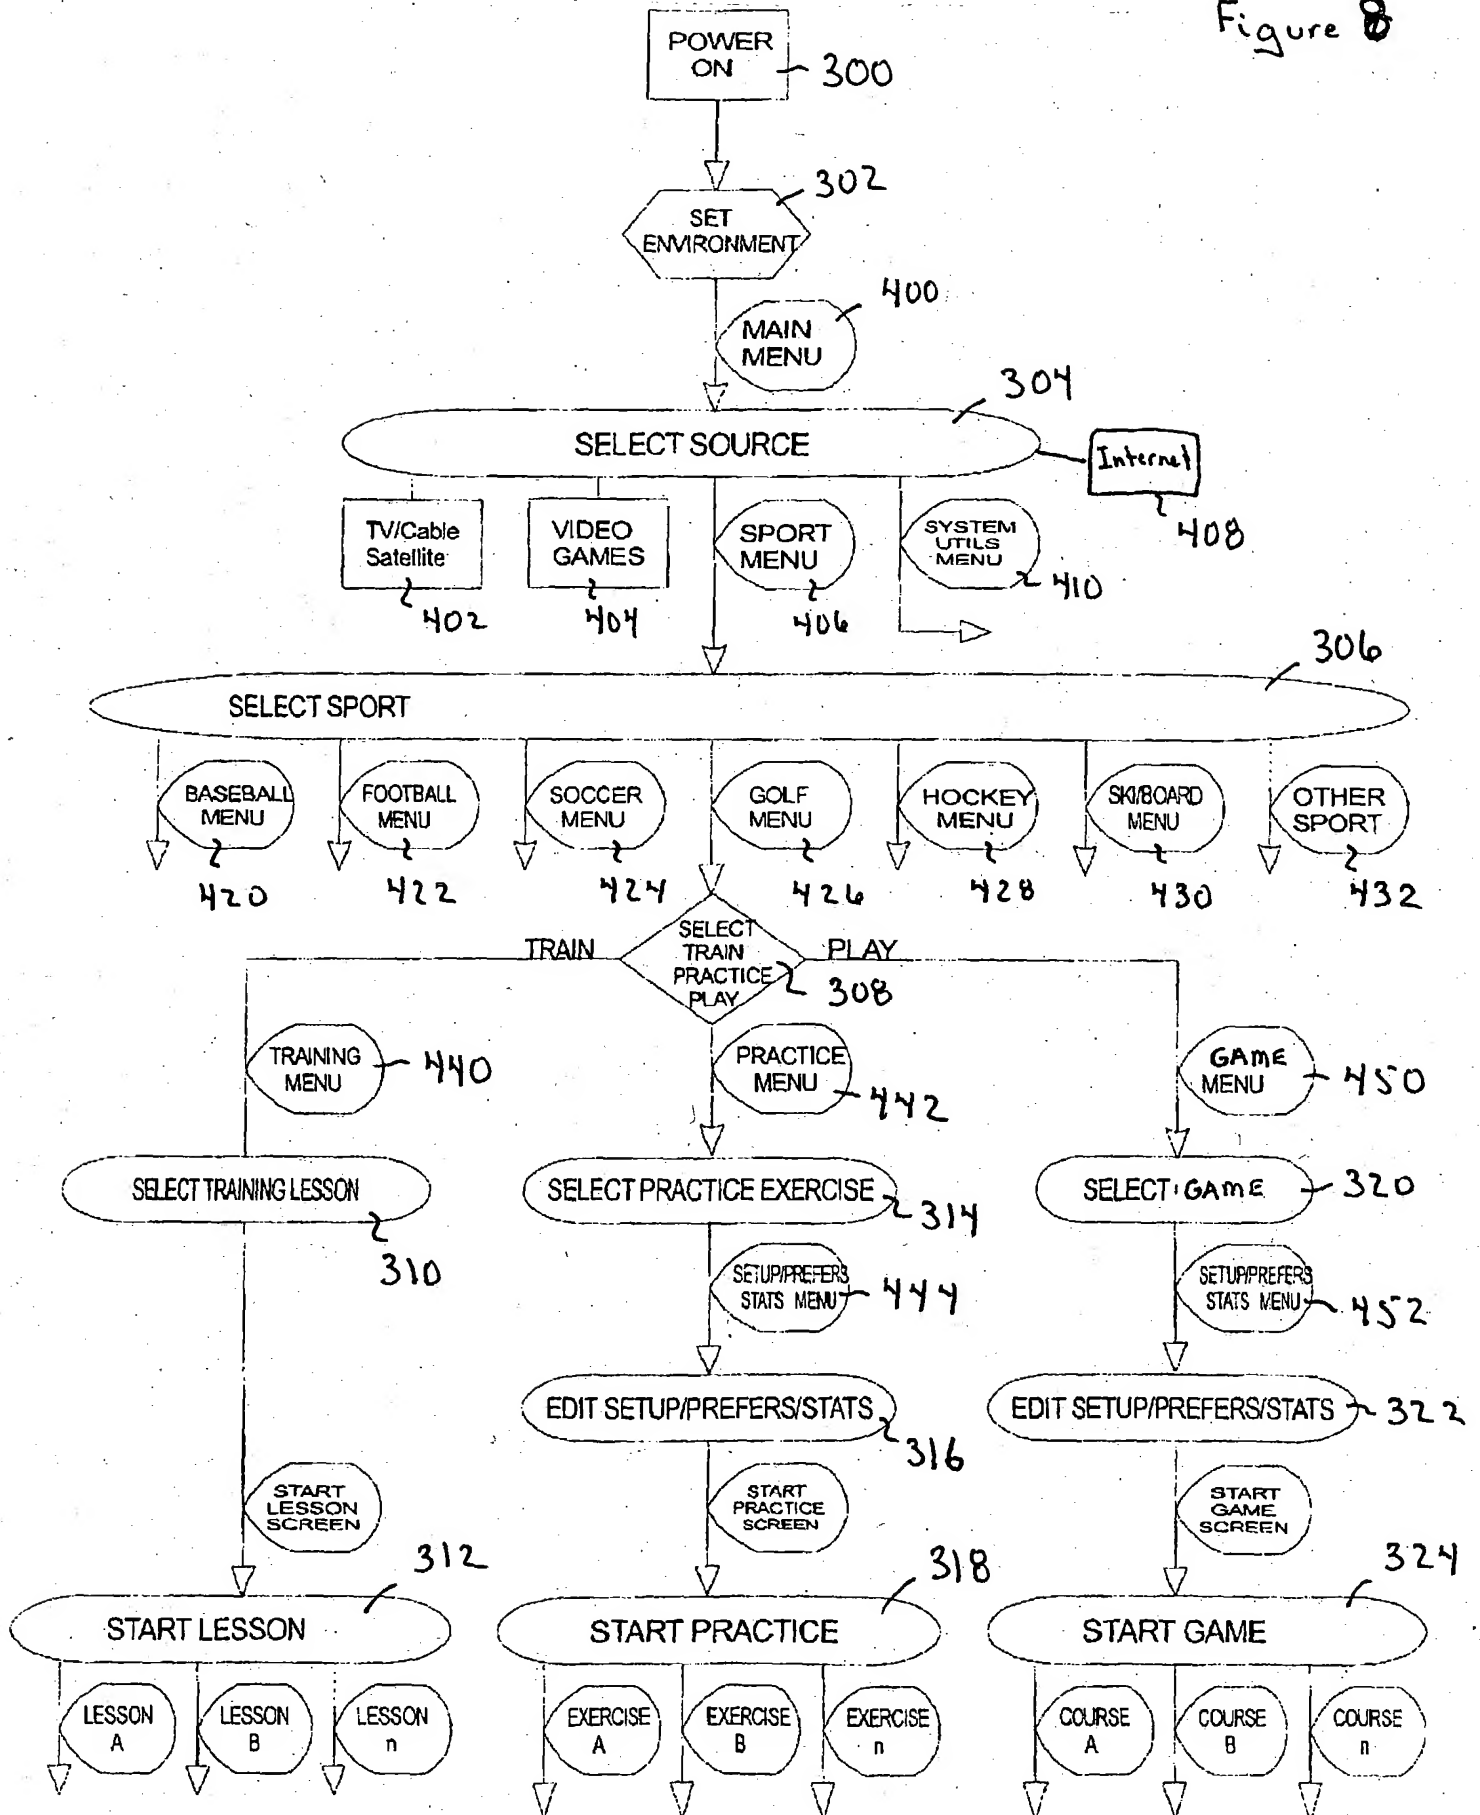 Figure 8
POWER
ON
300
302
SET
ENVIRONMENT
400
MAIN
MENU
304
SELECT SOURCE
Internet
408
TV/Cable
Satellite
402
VIDEO
GAMES
404
SPORT
MENU
406
SYSTEM
UTILS
MENU
410
306
SELECT SPORT
BASEBALL
MENU
420
FOOTBALL
MENU
422
SOCCER
MENU
424
GOLF
MENU
426
HOCKEY
MENU
428
SKI/BOARD
MENU
430
OTHER
SPORT
432
TRAIN
SELECT
TRAIN
PRACTICE
PLAY
308
PLAY
TRAINING
MENU
440
PRACTICE
MENU
442
GAME
MENU
450
SELECT TRAINING LESSON
310
SELECT PRACTICE EXERCISE
314
SELECT GAME
320
SETUP/PREFERS
STATS MENU
444
SETUP/PREFERS
STATS MENU
452
EDIT SETUP/PREFERS/STATS
316
EDIT SETUP/PREFERS/STATS
322
START
LESSON
SCREEN
START
PRACTICE
SCREEN
START
GAME
SCREEN
312
START LESSON
318
START PRACTICE
324
START GAME
LESSON
A
LESSON
B
LESSON
n
EXERCISE
A
EXERCISE
B
EXERCISE
n
COURSE
A
COURSE
B
COURSE
n